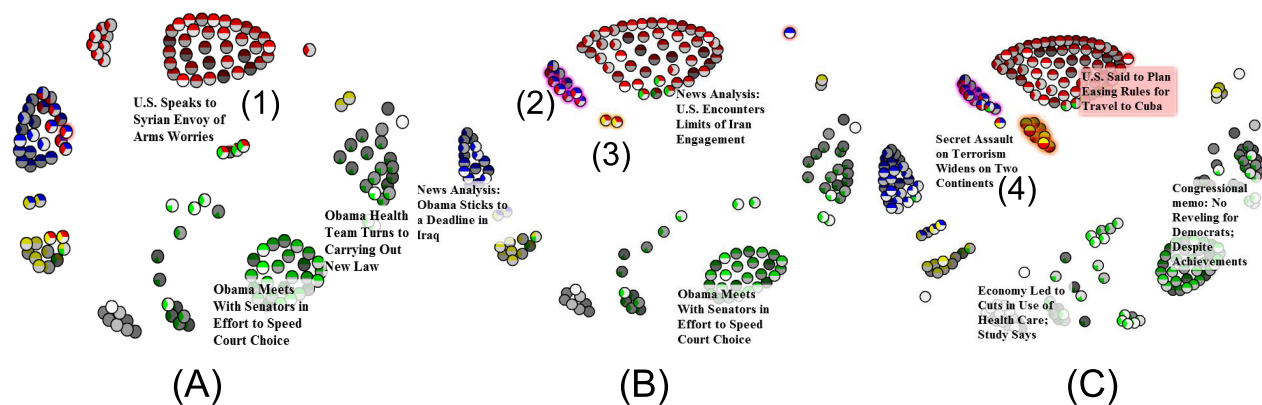 (1)
U.S. Speaks to
Syrian Envoy of
Arms Worries
Obama Health
Team Turns to
Carrying Out
New Law
Obama Meets
With Senators in
Effort to Speed
Court Choice
(A)
(2)
(3)
News Analysis:
U.S. Encounters
Limits of Iran
Engagement
News Analysis:
Obama Sticks to
a Deadline in
Iraq
Obama Meets
With Senators in
Effort to Speed
Court Choice
(B)
U.S. Said to Plan
Easing Rules for
Travel to Cuba
Secret Assault
on Terrorism
Widens on Two
Continents
(4)
Congressional
memo: No
Reveling for
Democrats;
Despite
Achievements
Economy Led to
Cuts in Use of
Health Care;
Study Says
(C)